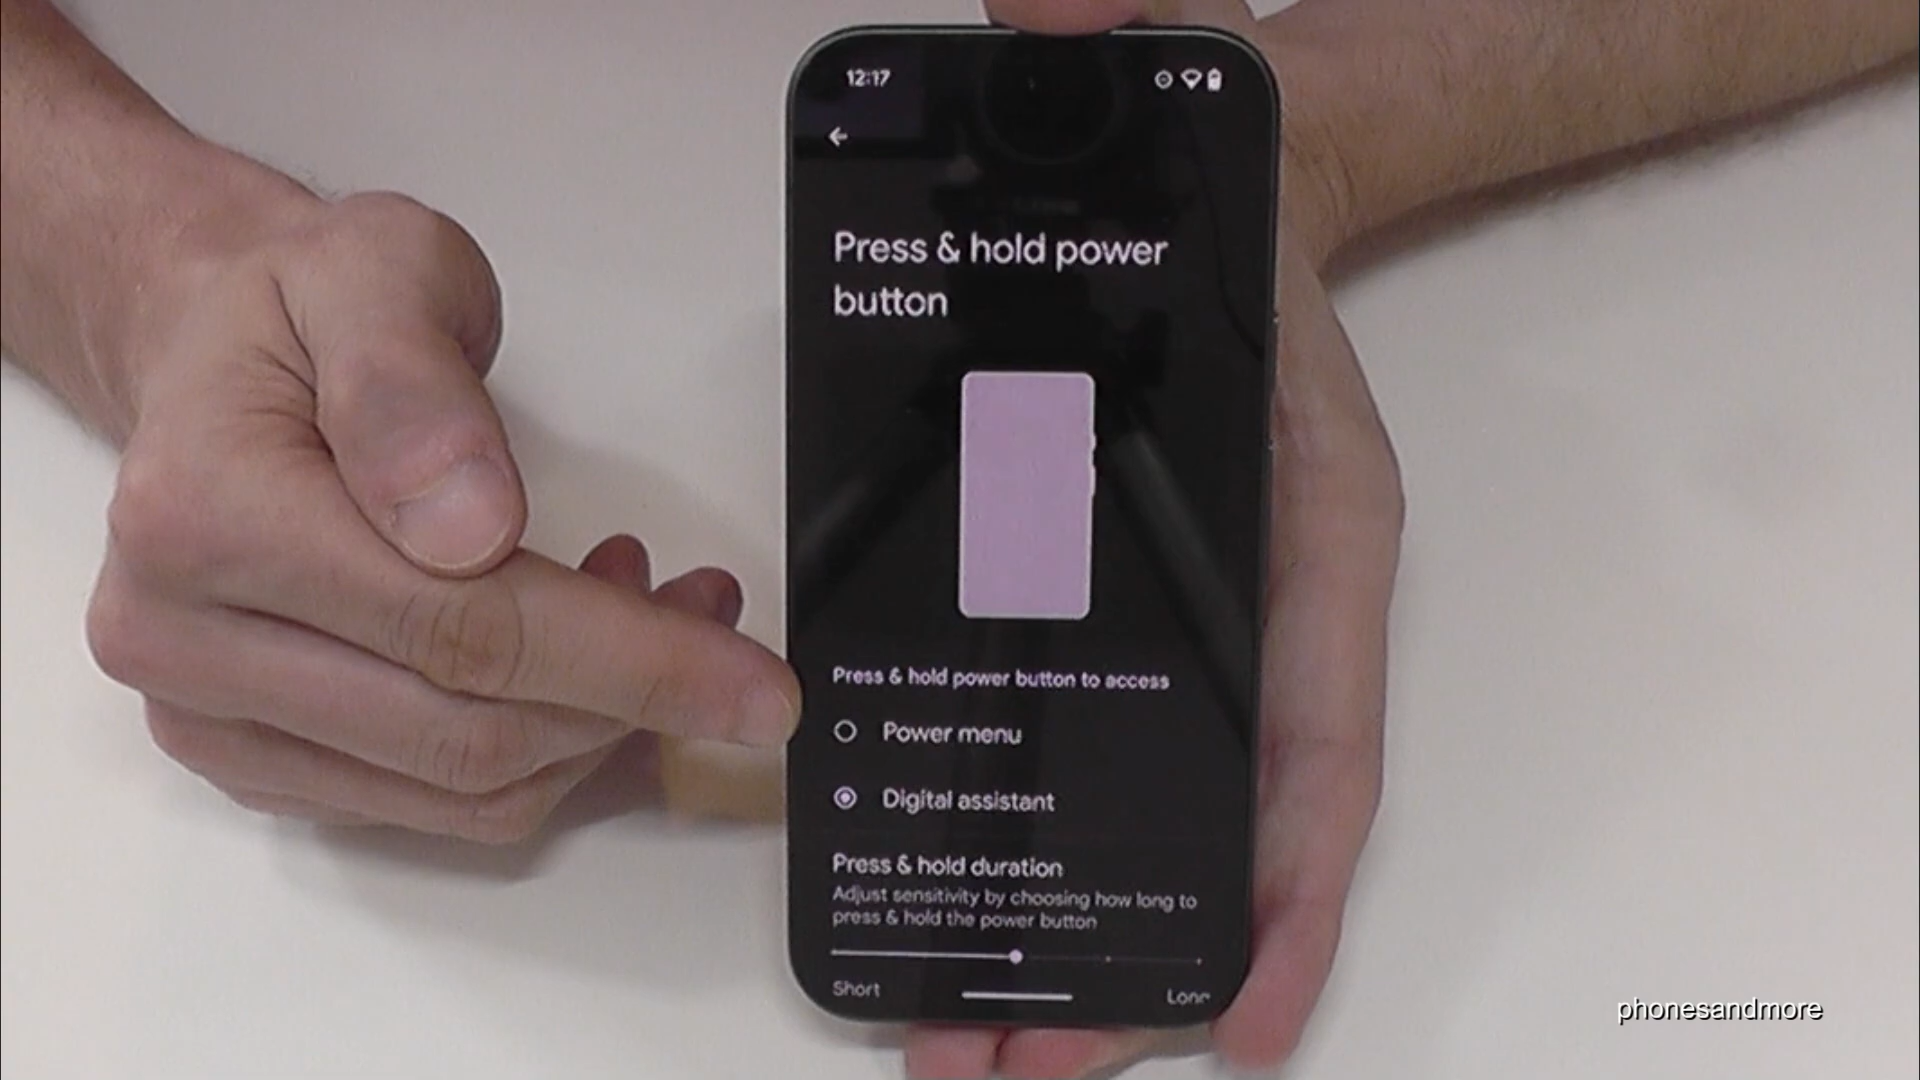 12:17
Press & hold power
button
Press & hold power button to access
Power menu
Digital assistant
Press & hold duration
Adjust sensitivity by choosing how long to
press & hold the power button
Short
Long
phonesandmore